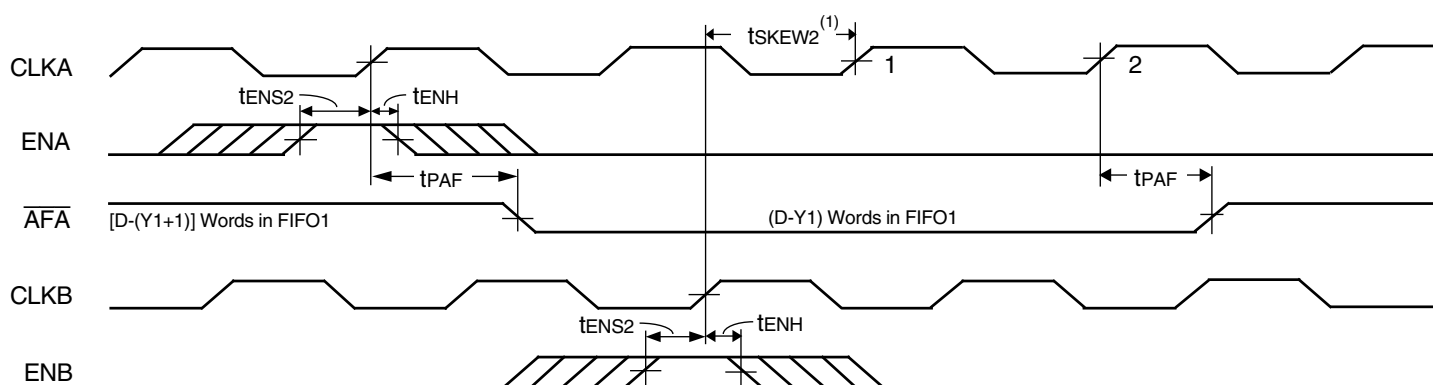 tSKEW2(1)
CLKA
1
2
tENS2
tENH
ENA
tPAF
tPAF
AFA
[D-(Y1+1)] Words in FIFO1
(D-Y1) Words in FIFO1
CLKB
tENS2
tENH
ENB